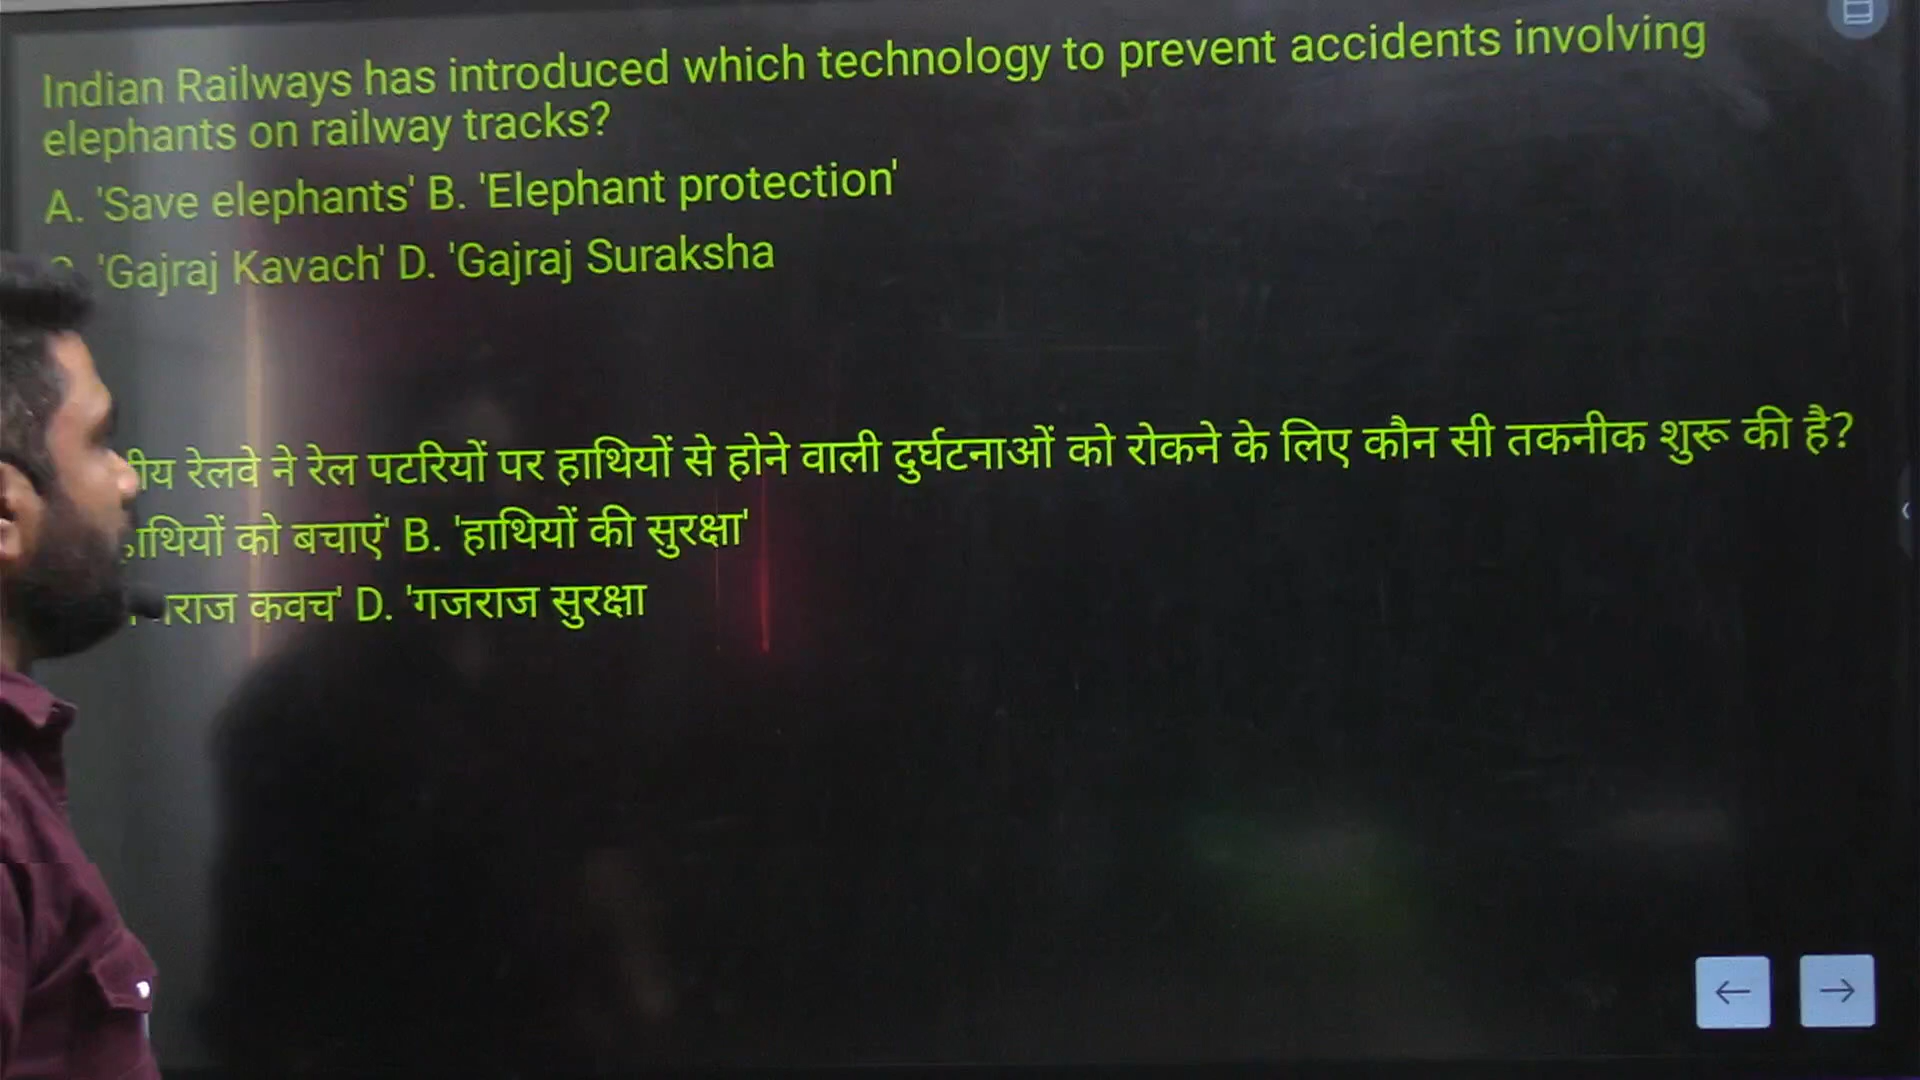 Indian Railways has introduced which technology to prevent accidents involving
elephants on railway tracks?
A. 'Save elephants' B. 'Elephant protection'
'Gajraj Kavach' D. 'Gajraj Suraksha
रेलवे ने रेल पटरियों पर हाथियों से होने वाली दुर्घटनाओं को रोकने के लिए कौन सी तकनीक शुरू की है?
को बचाएं' B. 'हाथियों की सुरक्षा'
कवच' D. 'गजराज सुरक्षा